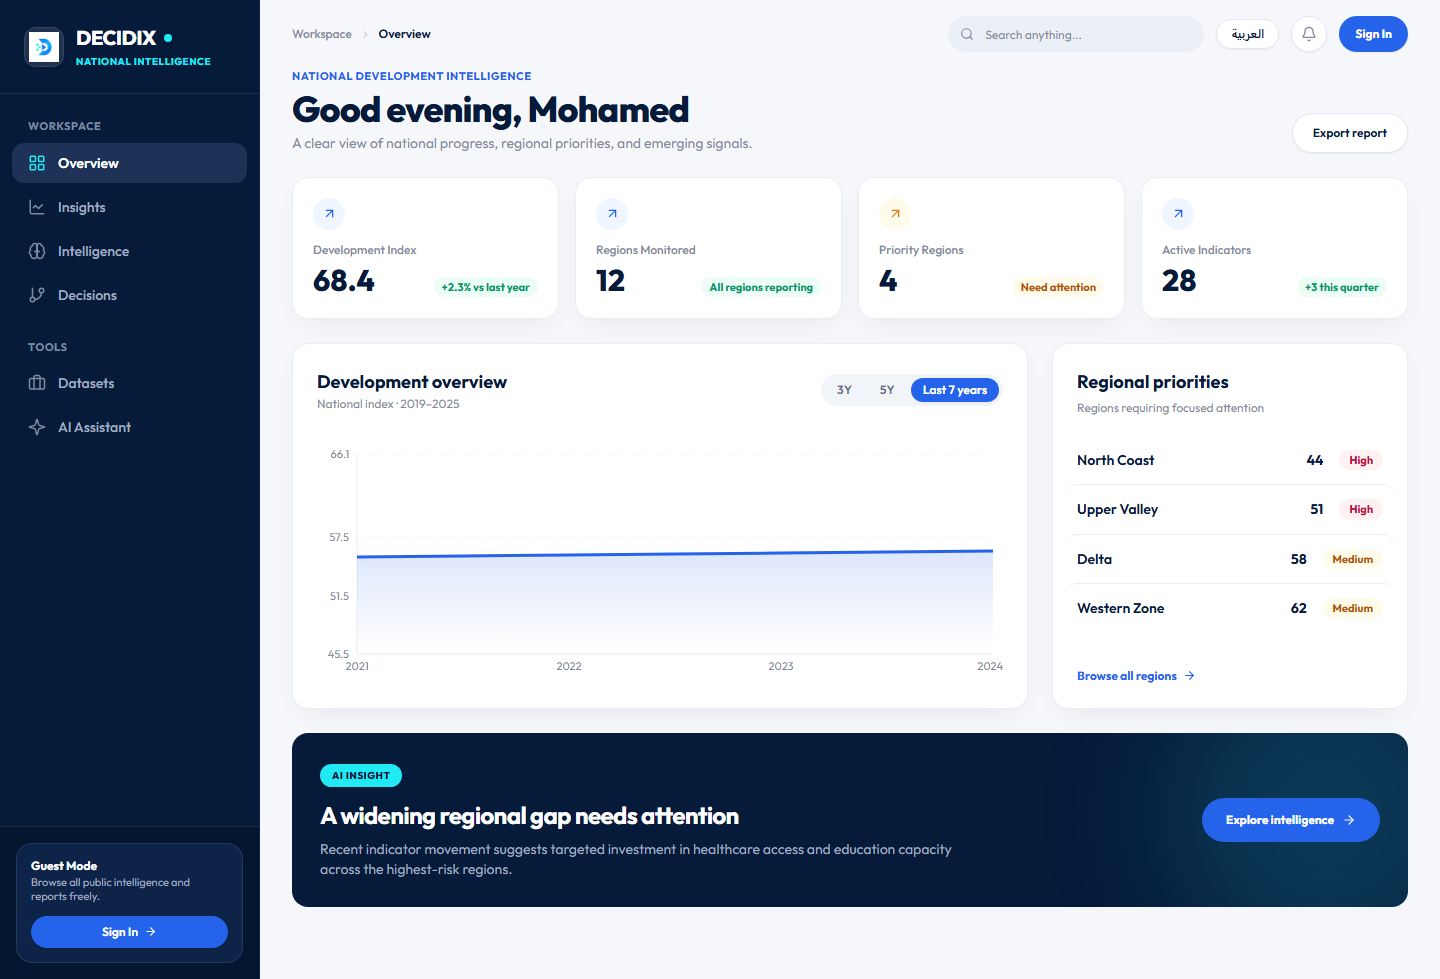 DECIDIX
NATIONAL INTELLIGENCE
WORKSPACE
Overview
Insights
Intelligence
Decisions
TOOLS
Datasets
AI Assistant
Guest Mode
Browse all public intelligence and
reports freely.
Sign In
Workspace > Overview
Search anything...
العربية
Sign In
NATIONAL DEVELOPMENT INTELLIGENCE
Good evening, Mohamed
A clear view of national progress, regional priorities, and emerging signals.
Export report
Development Index
68.4
+2.3% vs last year
Regions Monitored
12
All regions reporting
Priority Regions
4
Need attention
Active Indicators
28
+3 this quarter
Development overview
National index · 2019–2025
3Y 5Y Last 7 years
66.1
57.5
51.5
45.5
2021 2022 2023 2024
Regional priorities
Regions requiring focused attention
North Coast 44 High
Upper Valley 51 High
Delta 58 Medium
Western Zone 62 Medium
Browse all regions
AI INSIGHT
A widening regional gap needs attention
Recent indicator movement suggests targeted investment in healthcare access and education capacity
across the highest-risk regions.
Explore intelligence